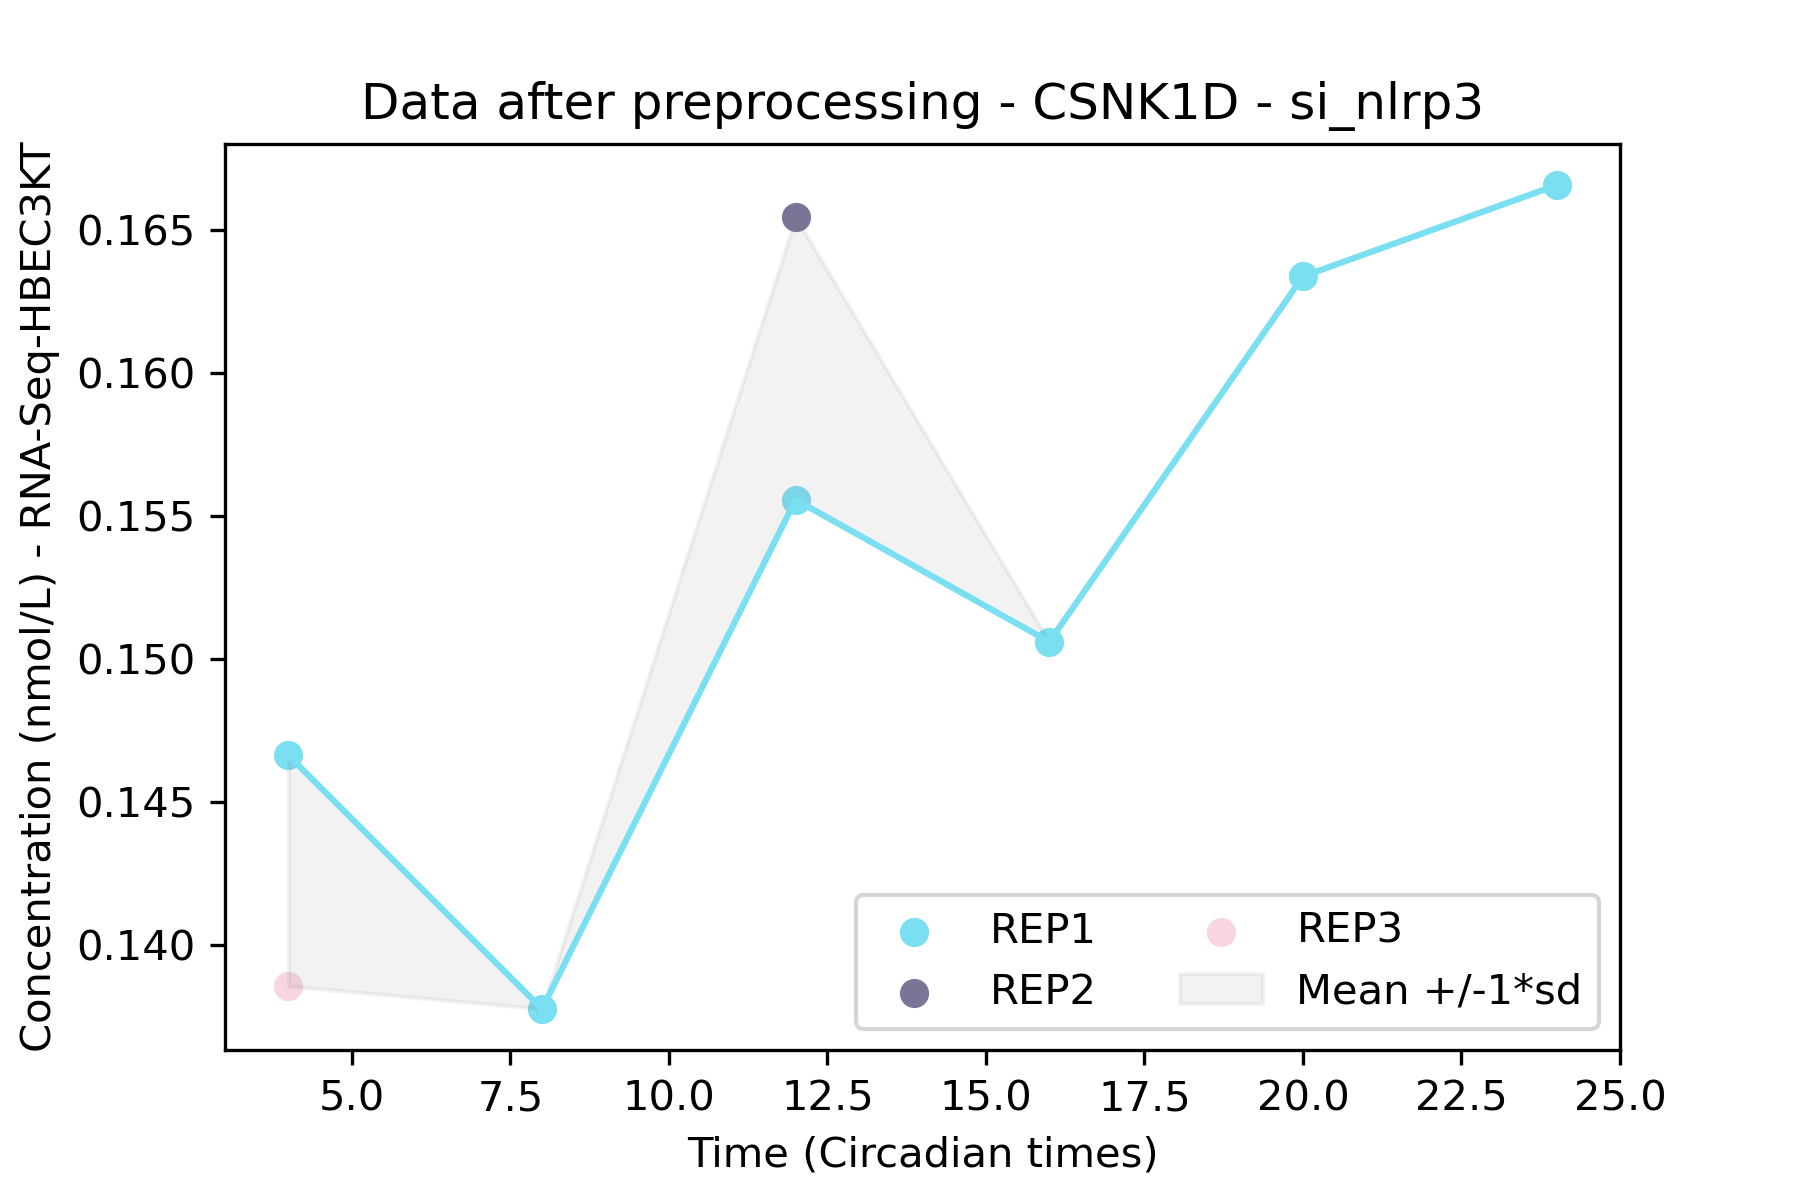 Data after preprocessing - CSNK1D - si_nlrp3
Concentration (nmol/L) - RNA-Seq-HBEC3KT
0.165
0.160
0.155
0.150
0.145
0.140
REP1
REP2
REP3
Mean +/-1*sd
5.0 7.5 10.0 12.5 15.0 17.5 20.0 22.5 25.0
Time (Circadian times)